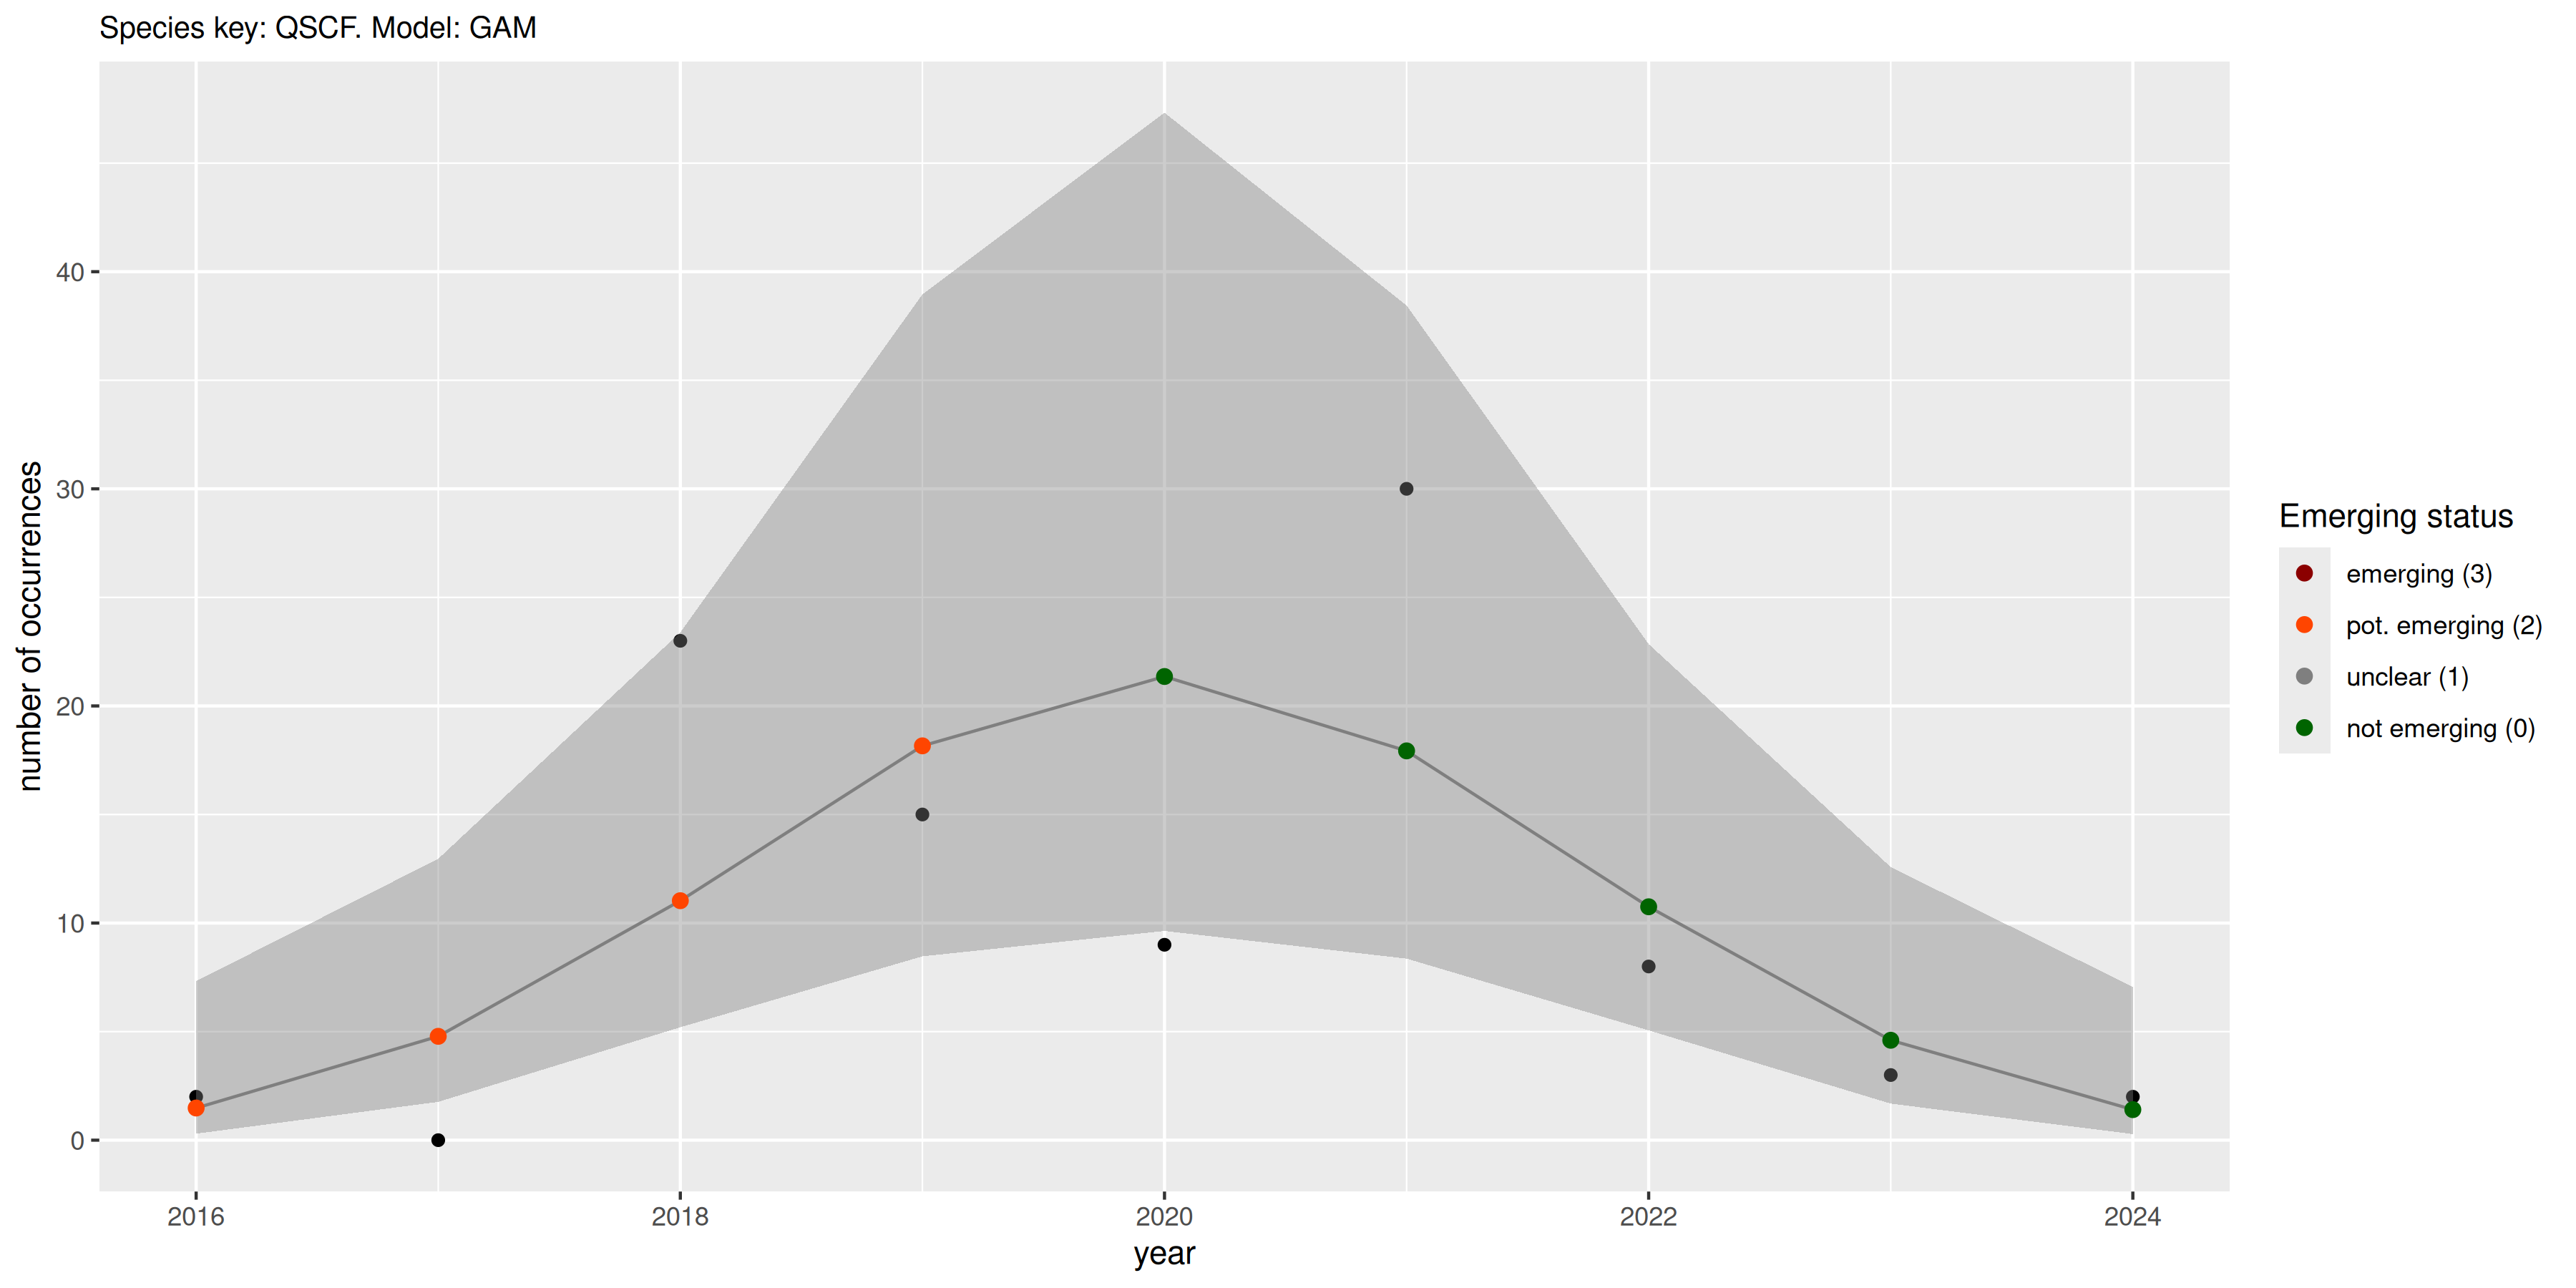 Species key: QSCF. Model: GAM
number of occurrences
40
30
20
10
0
2016
2018
2020
2022
2024
year
Emerging status
emerging (3)
pot. emerging (2)
unclear (1)
not emerging (0)